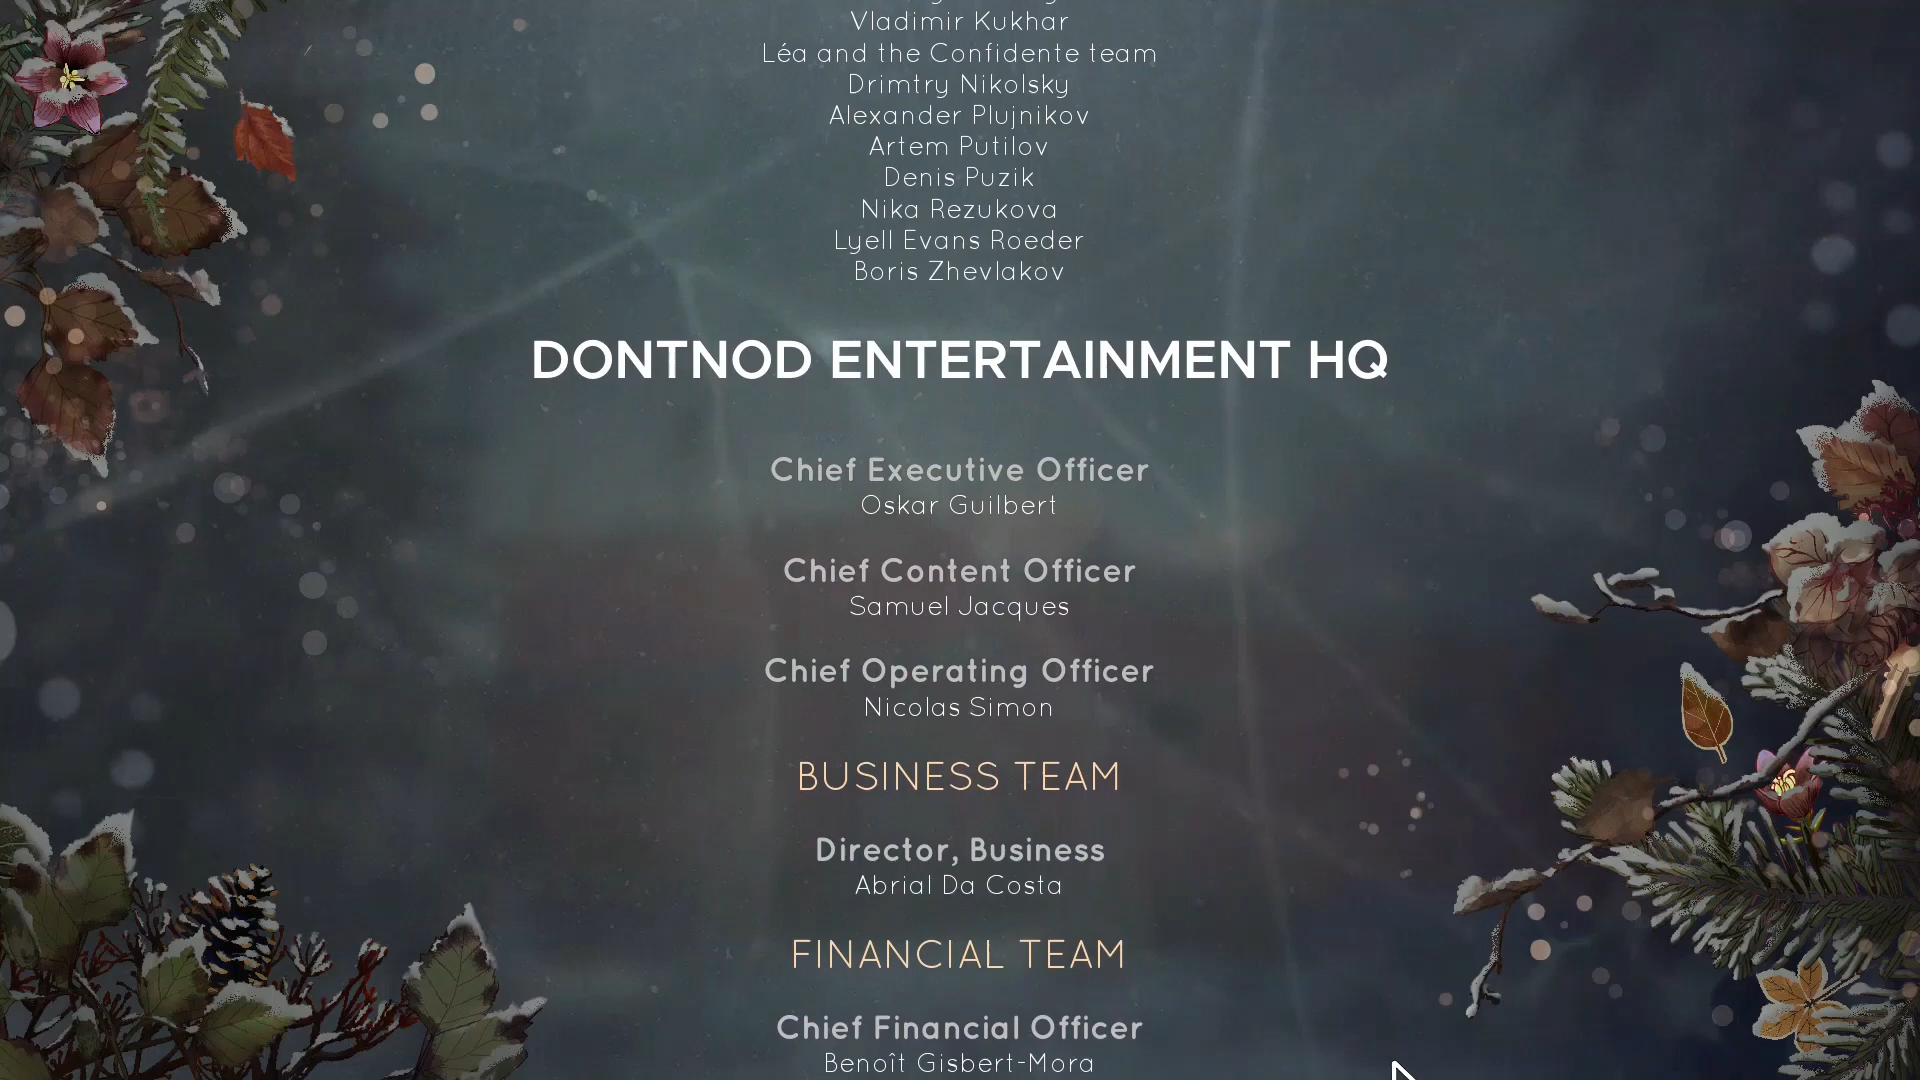 Vladimir Kukhar
Léa and the Confidente team
Drimtry Nikolsky
Alexander Plujnikov
Artem Putilov
Denis Puzik
Nika Rezukova
Lyell Evans Roeder
Boris Zhevlakov
DONTNOD ENTERTAINMENT HQ
Chief Executive Officer
Oskar Guilbert
Chief Content Officer
Samuel Jacques
Chief Operating Officer
Nicolas Simon
BUSINESS TEAM
Director, Business
Abrial Da Costa
FINANCIAL TEAM
Chief Financial Officer
Benoît Gisbert-Mora